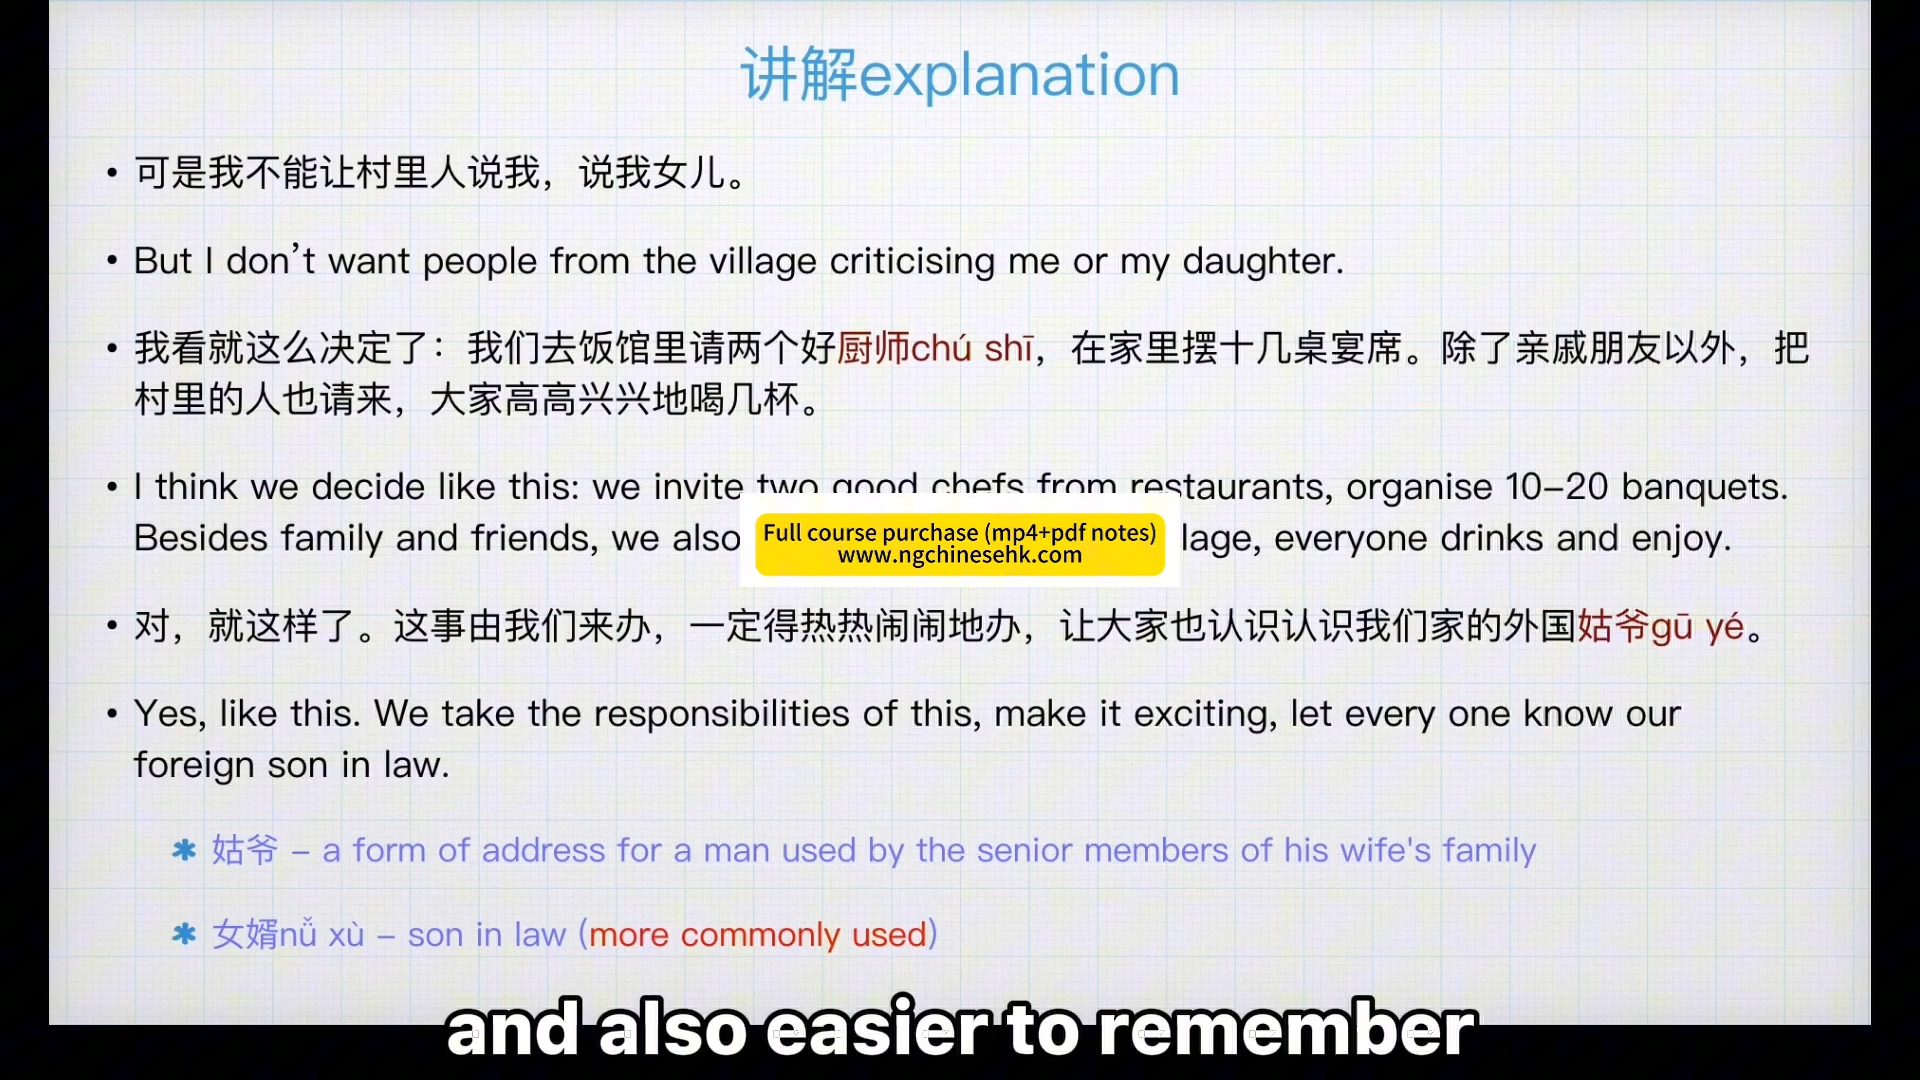 讲解explanation
• 可是我不能让村里人说我，说我女儿。
• But I don’t want people from the village criticising me or my daughter.
• 我看就这么决定了：我们去饭馆里请两个好厨师chú shī，在家里摆十几桌宴席。除了亲戚朋友以外，把
村里的人也请来，大家高高兴兴地喝几杯。
• I think we decide like this: we invite two good chefs from restaurants, organise 10–20 banquets.
Besides family and friends, we also lage, everyone drinks and enjoy.
Full course purchase (mp4+pdf notes)
www.ngchinesehk.com
• 对，就这样了。这事由我们来办，一定得热热闹闹地办，让大家也认识认识我们家的外国姑爷gū yé。
• Yes, like this. We take the responsibilities of this, make it exciting, let every one know our
foreign son in law.
✱ 姑爷 – a form of address for a man used by the senior members of his wife's family
✱ 女婿nǚ xù – son in law (more commonly used)
and also easier to remember